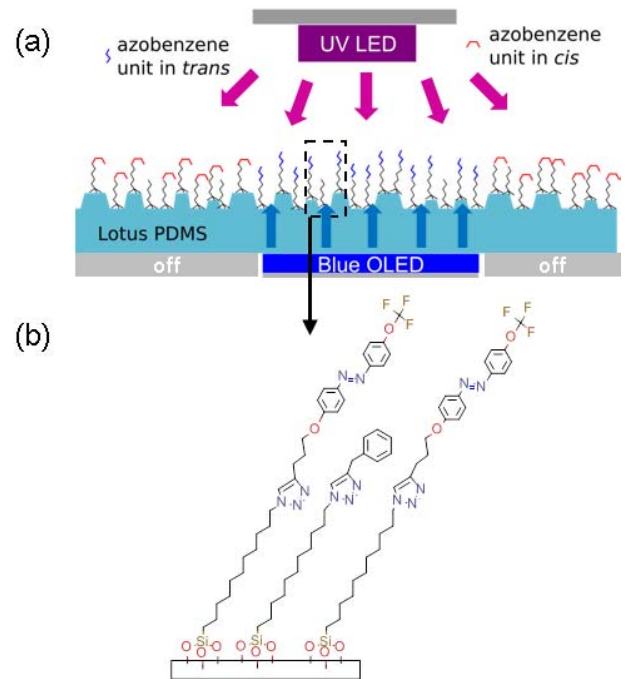 (a)
UV LED
azobenzene
unit in trans
azobenzene
unit in cis
Lotus PDMS
off
Blue OLED
off
(b)
F
F
F
O
N=N
O
N
N
N
F
F
F
O
N=N
O
N
N
N
N
N
N
Si
O
O
O
Si
O
O
O
Si
O
O
O